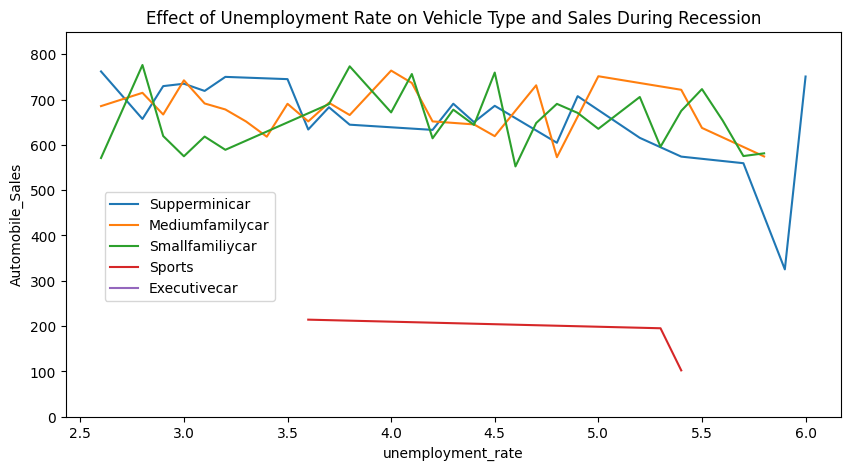 Effect of Unemployment Rate on Vehicle Type and Sales During Recession
Automobile_Sales
800
700
600
500
400
300
200
100
0
Supperminicar
Mediumfamilycar
Smallfamiliycar
Sports
Executivecar
2.5 3.0 3.5 4.0 4.5 5.0 5.5 6.0
unemployment_rate